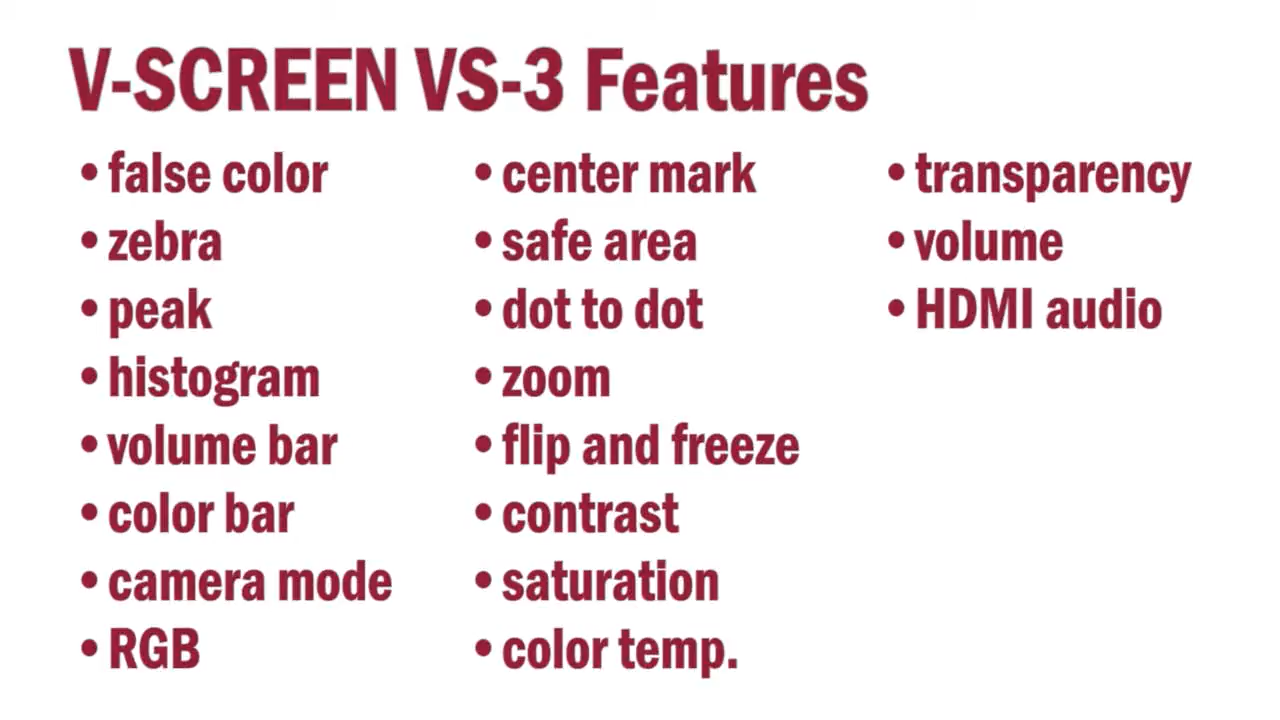 V-SCREEN VS-3 Features
• false color
• zebra
• peak
• histogram
• volume bar
• color bar
• camera mode
• RGB
• center mark
• safe area
• dot to dot
• zoom
• flip and freeze
• contrast
• saturation
• color temp.
• transparency
• volume
• HDMI audio